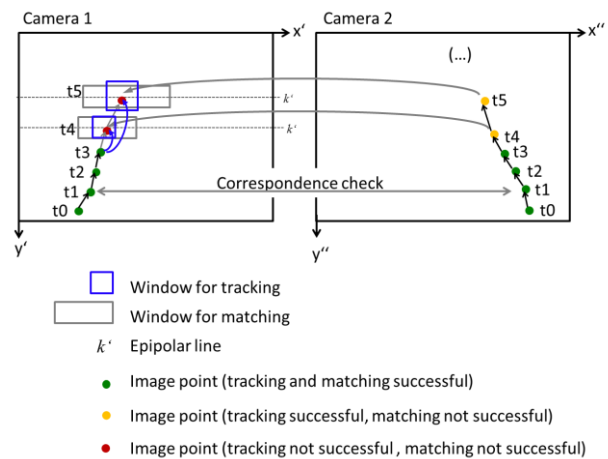 Camera 1
Camera 2
x‘
x‘‘
(...)
t5
k‘
t5
t4
k‘
t4
t3
t3
t2
t2
t1
Correspondence check
t1
t0
t0
y‘
y‘‘
Window for tracking
Window for matching
k‘ Epipolar line
Image point (tracking and matching successful)
Image point (tracking successful, matching not successful)
Image point (tracking not successful , matching not successful)